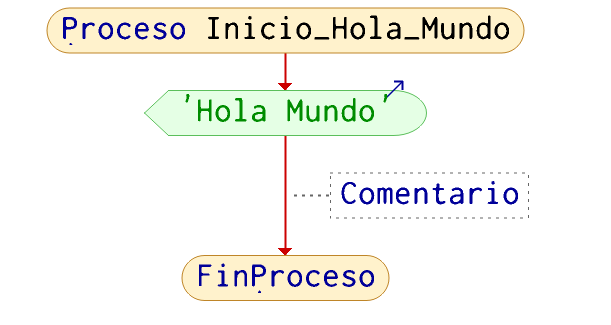 Proceso Inicio_Hola_Mundo
'Hola Mundo'
Comentario
FinProceso